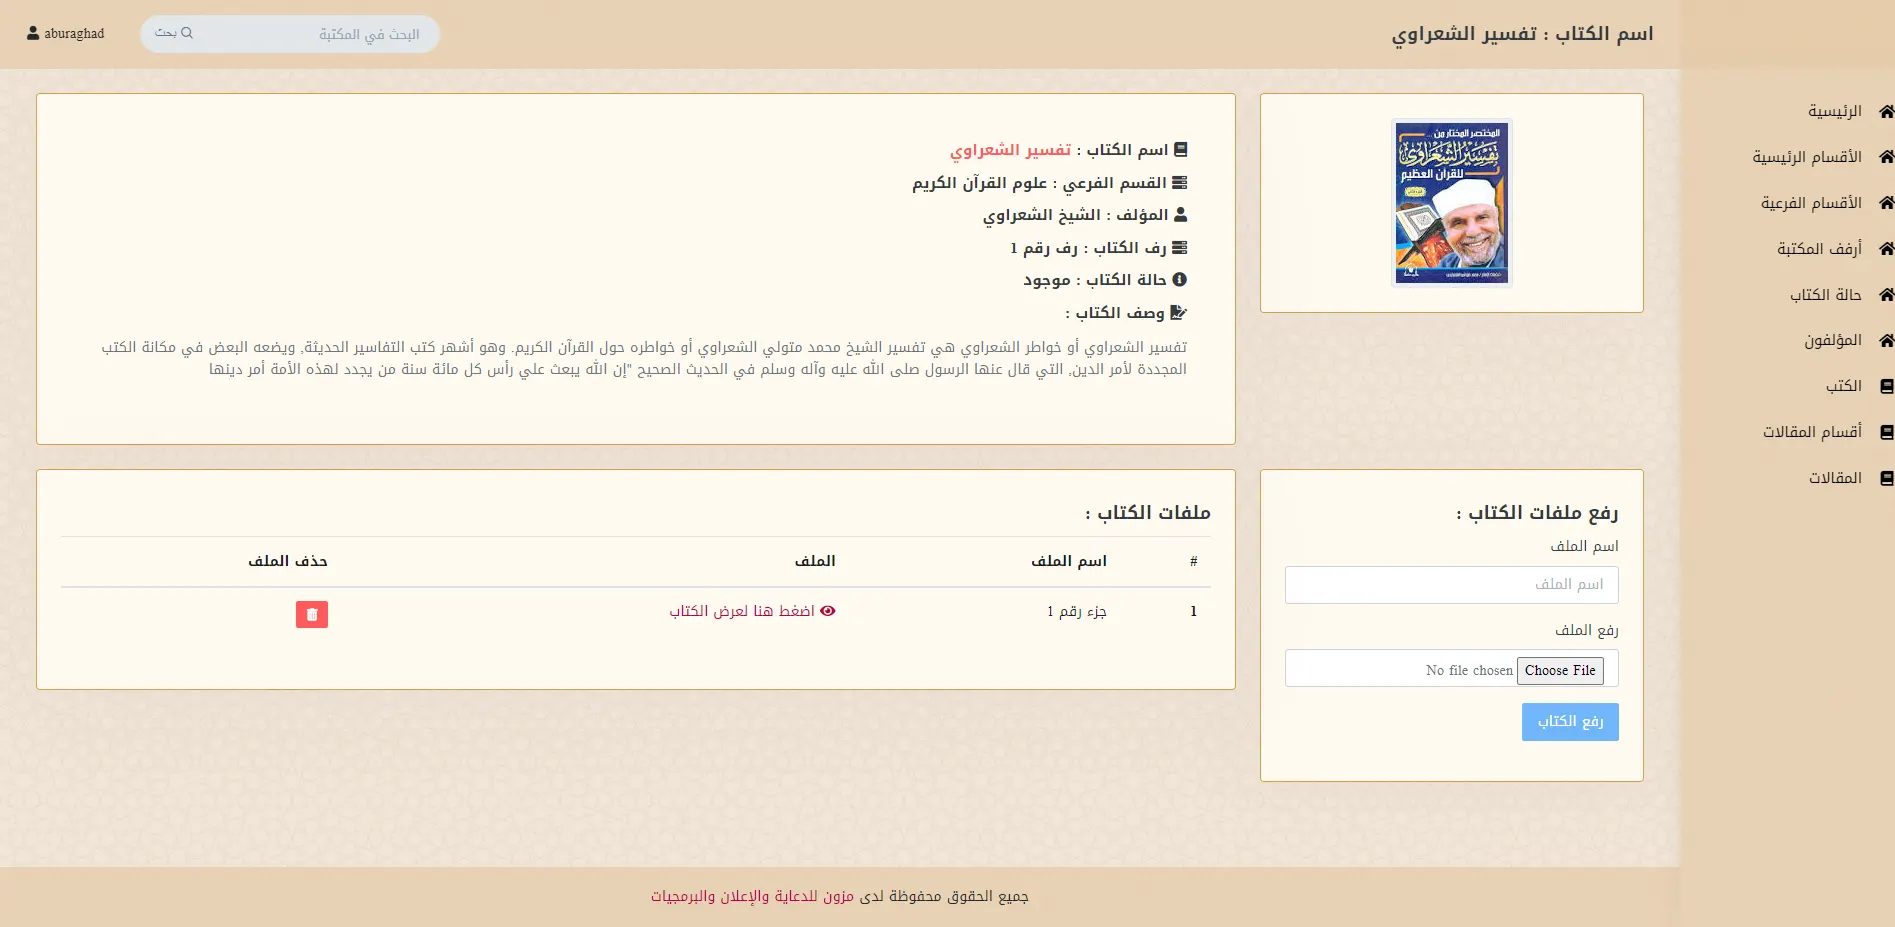 اسم الكتاب : تفسير الشعراوي
البحث في المكتبة
بحث
aburaghad
الرئيسية
الأقسام الرئيسية
الأقسام الفرعية
أرفف المكتبة
حالة الكتاب
المؤلفون
الكتب
أقسام المقالات
المقالات
المختصر المختار من ...
تفسير الشعراوي
للقرآن العظيم
اسم الكتاب : تفسير الشعراوي
القسم الفرعي : علوم القرآن الكريم
المؤلف : الشيخ الشعراوي
رف الكتاب : رف رقم 1
حالة الكتاب : موجود
وصف الكتاب :
تفسير الشعراوي أو خواطر الشعراوي هي تفسير الشيخ محمد متولي الشعراوي أو خواطره حول القرآن الكريم. وهو أشهر كتب التفاسير الحديثة, ويضعه البعض في مكانة الكتب
المجددة لأمر الدين, التي قال عنها الرسول صلى الله عليه وآله وسلم في الحديث الصحيح "إن الله يبعث علي رأس كل مائة سنة من يجدد لهذه الأمة أمر دينها
رفع ملفات الكتاب :
اسم الملف
اسم الملف
رفع الملف
Choose File No file chosen
رفع الكتاب
ملفات الكتاب :
# اسم الملف الملف حذف الملف
1 جزء رقم 1 اضغط هنا لعرض الكتاب
جميع الحقوق محفوظة لدى مزون للدعاية والإعلان والبرمجيات